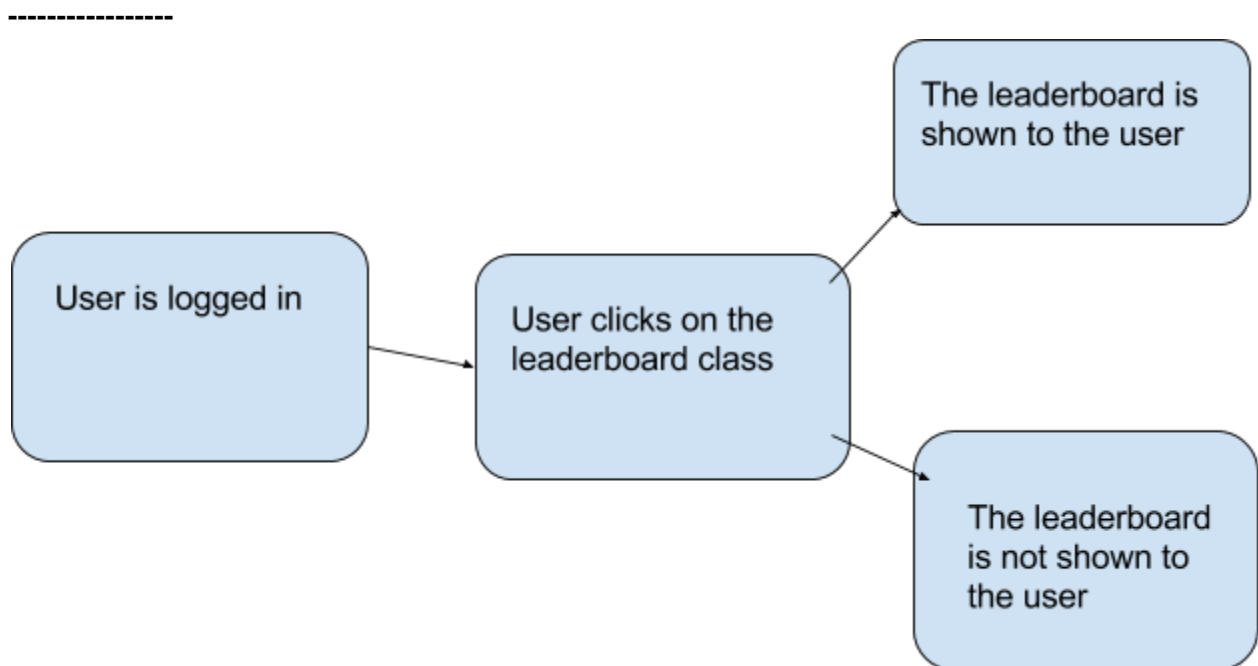 -----------------
The leaderboard is
shown to the user
User is logged in
User clicks on the
leaderboard class
The leaderboard
is not shown to
the user